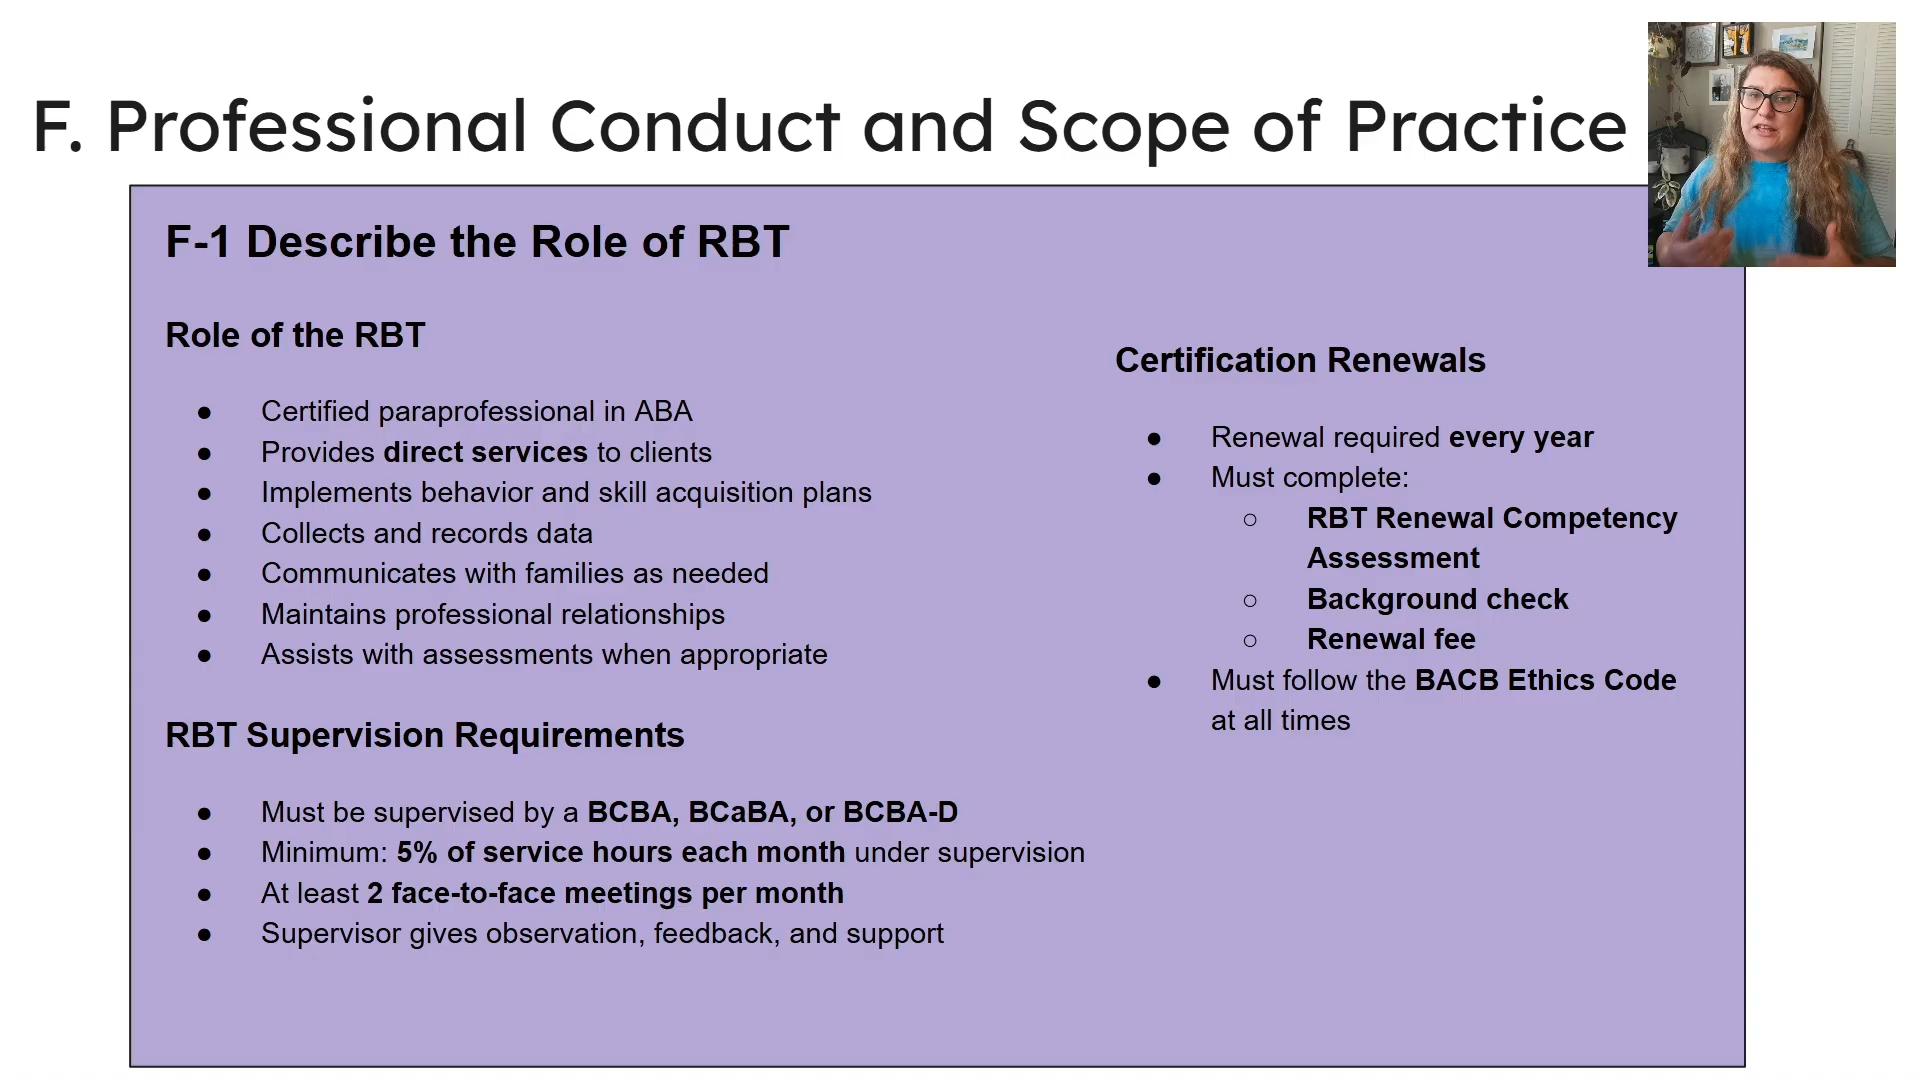 F. Professional Conduct and Scope of Practice
F-1 Describe the Role of RBT
Role of the RBT
● Certified paraprofessional in ABA
● Provides direct services to clients
● Implements behavior and skill acquisition plans
● Collects and records data
● Communicates with families as needed
● Maintains professional relationships
● Assists with assessments when appropriate
RBT Supervision Requirements
● Must be supervised by a BCBA, BCaBA, or BCBA-D
● Minimum: 5% of service hours each month under supervision
● At least 2 face-to-face meetings per month
● Supervisor gives observation, feedback, and support
Certification Renewals
● Renewal required every year
● Must complete:
○ RBT Renewal Competency
Assessment
○ Background check
○ Renewal fee
● Must follow the BACB Ethics Code
at all times